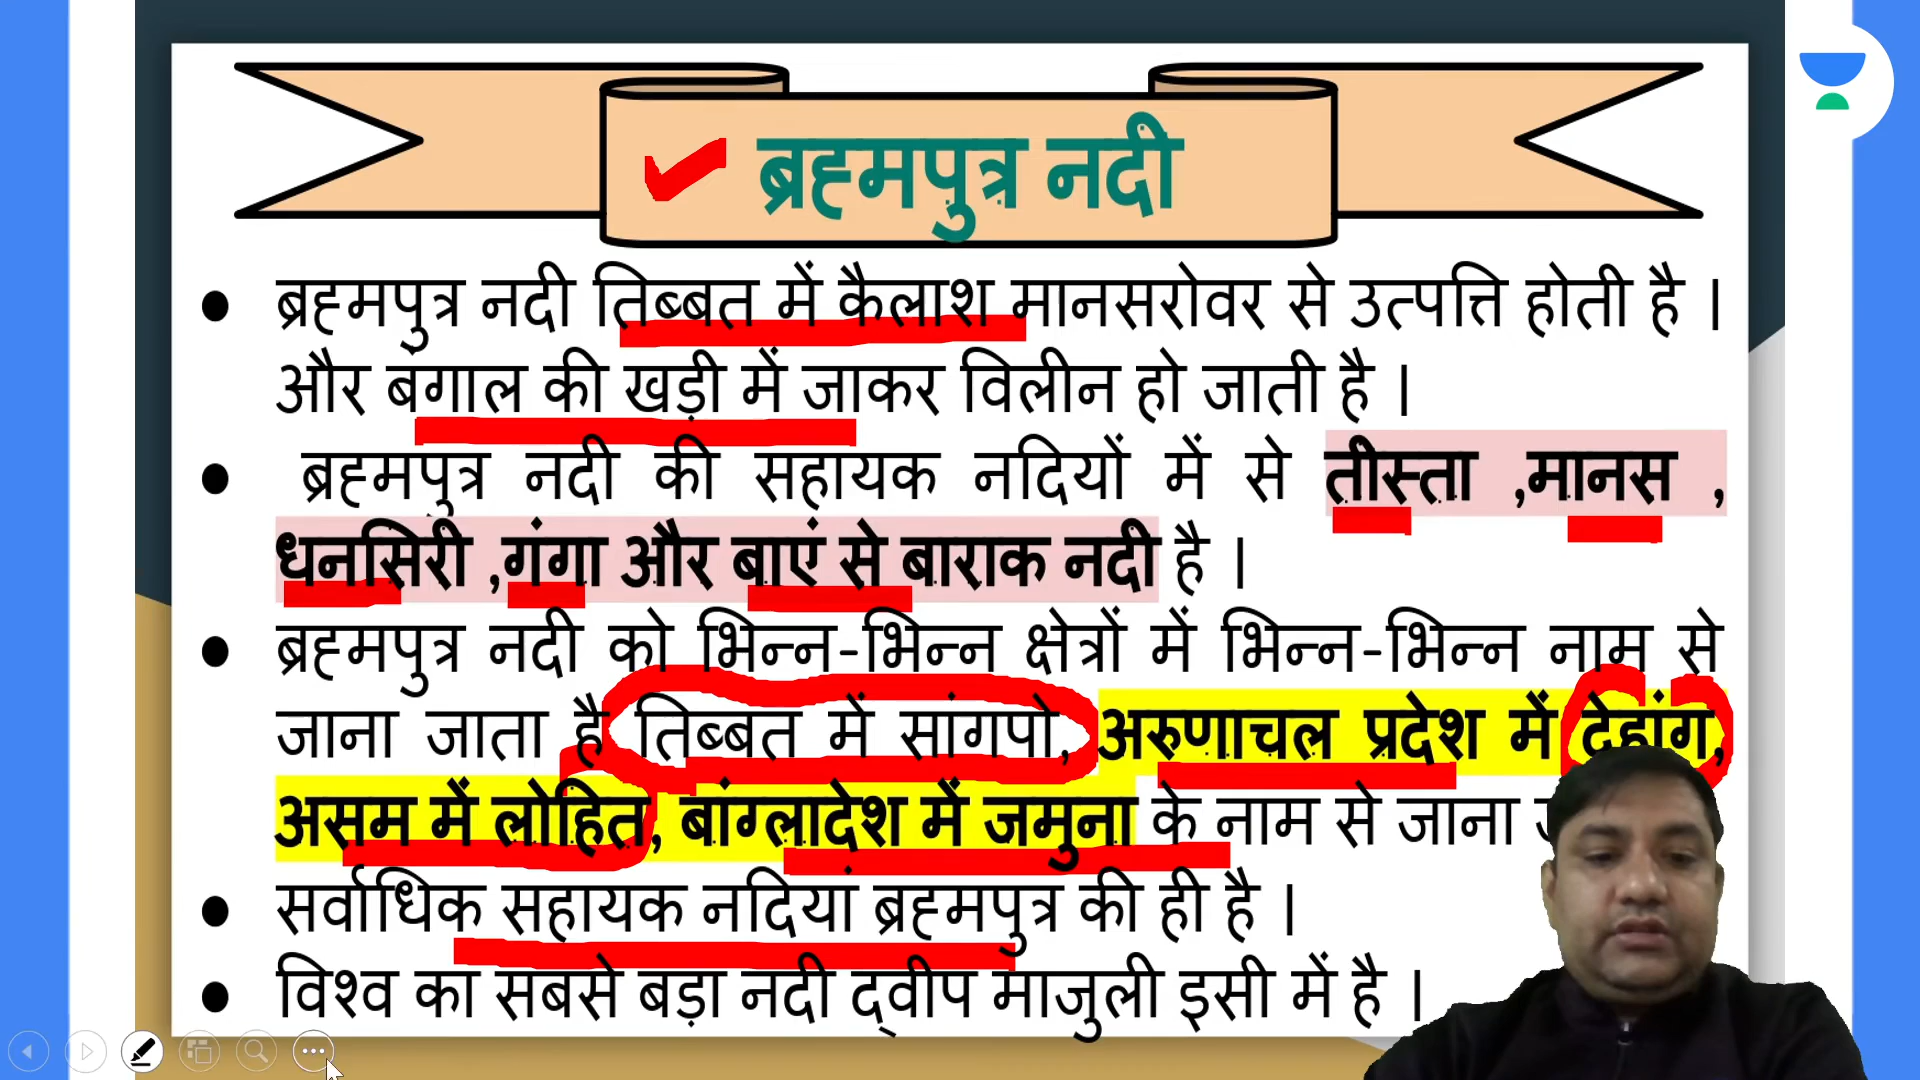 ब्रह्मपुत्र नदी
ब्रह्मपुत्र नदी तिब्बत में कैलाश मानसरोवर से उत्पत्ति होती है ।
और बंगाल की खड़ी में जाकर विलीन हो जाती है ।
ब्रह्मपुत्र नदी की सहायक नदियों में से तीस्ता ,मानस ,
धनसिरी ,गंगा और बाएं से बाराक नदी है ।
ब्रह्मपुत्र नदी को भिन्न-भिन्न क्षेत्रों में भिन्न-भिन्न नाम से
जाना जाता है तिब्बत में सांगपो, अरुणाचल प्रदेश में देहांग,
असम में लोहित, बांग्लादेश में जमुना के नाम से जाना
सर्वाधिक सहायक नदियां ब्रह्मपुत्र की ही है ।
विश्व का सबसे बड़ा नदी द्वीप माजुली इसी में है ।